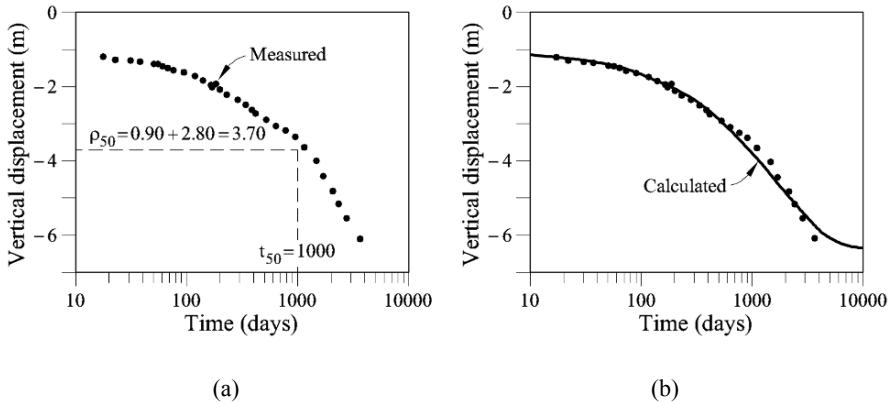 0
−2
−4
−6
Vertical displacement (m)
Measured
ρ50 = 0.90 + 2.80 = 3.70
t50 = 1000
10
100
1000
10000
Time (days)
(a)
0
−2
−4
−6
Vertical displacement (m)
Calculated
10
100
1000
10000
Time (days)
(b)